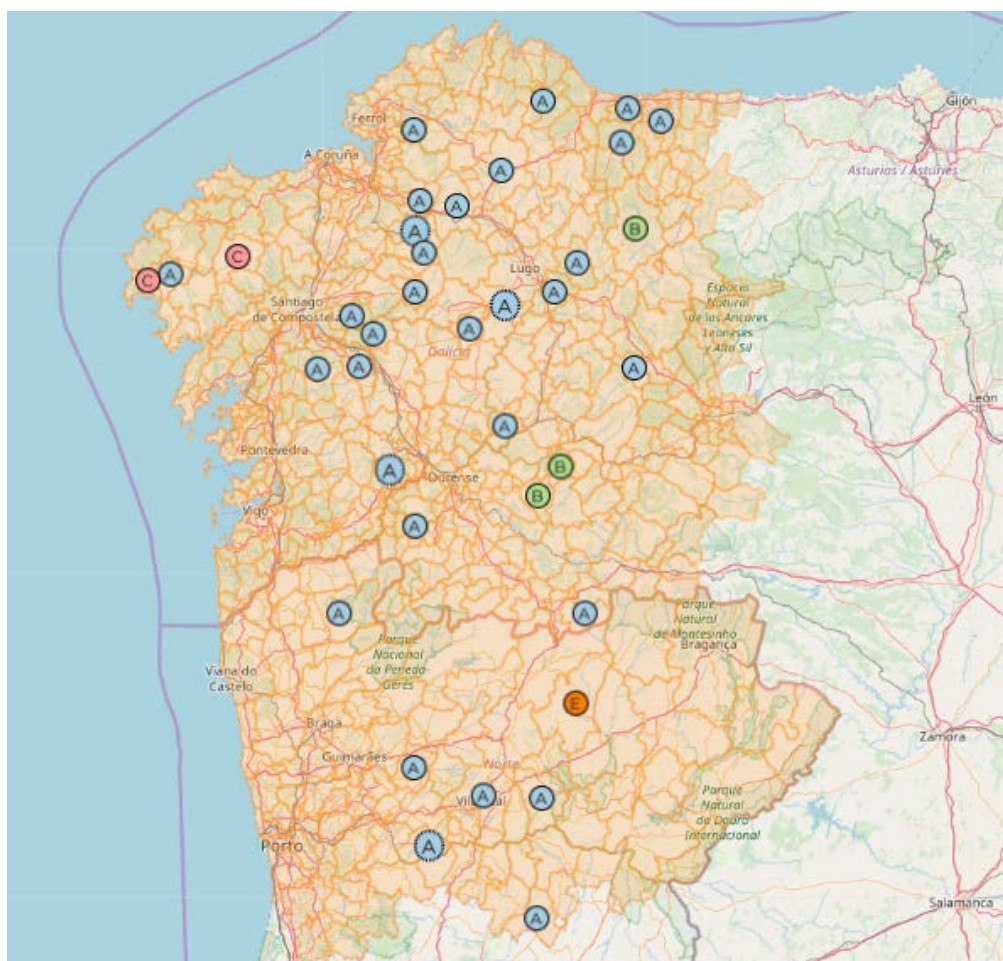 A
Gijón
A
A
Ferrol
A
A
A Coruña
A
Asturias / Asturies
A
A
A
B
A
C
A
Lugo
C
A
A
A
Espacio
Natural
de los Ancares
Leoneses
y Alto Sil
Santiago
de Compostela
A
A
A
A
Galicia
A
A
A
León
A
Pontevedra
B
A
Ourense
B
Vigo
A
A
A
Parque
Natural
de Montesinho
Bragança
Parque
Nacional
da Peneda-
Gerês
Viana do
Castelo
E
Braga
Zamora
Guimarães
Norte
A
A
Vila Real
A
Parque
Natural
do Douro
Internacional
Porto
A
Salamanca
A